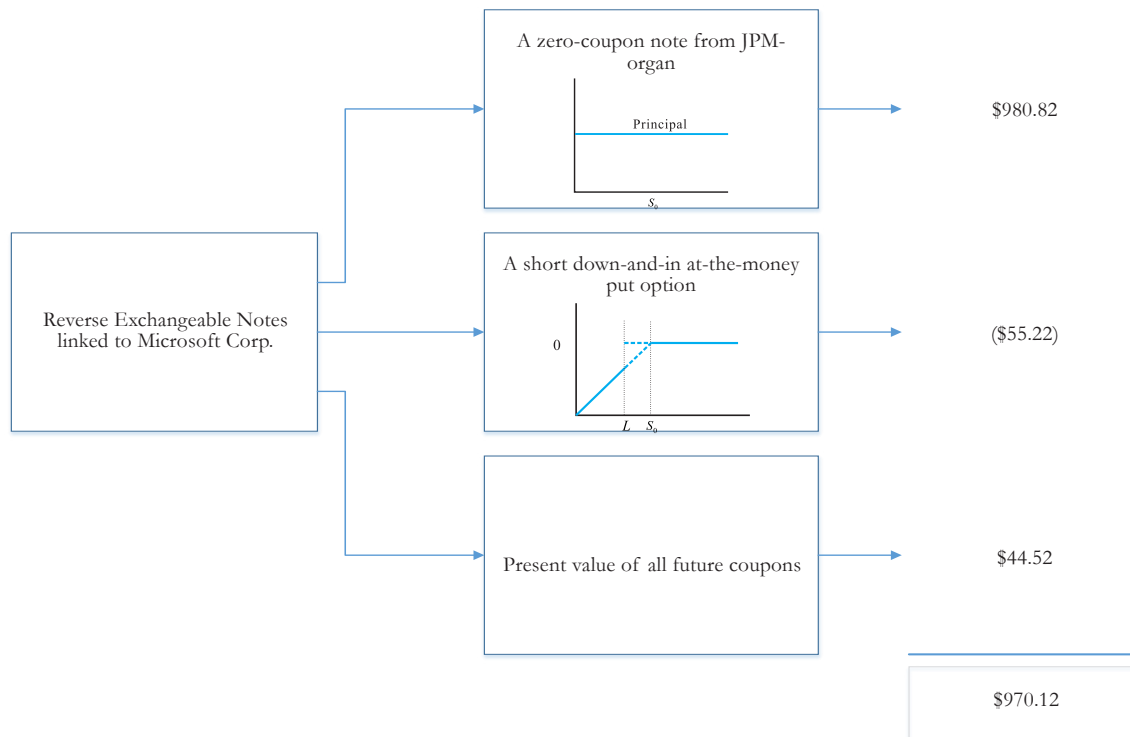 A zero-coupon note from JPM-
organ
Principal
S₀
$980.82
Reverse Exchangeable Notes
linked to Microsoft Corp.
A short down-and-in at-the-money
put option
0
L S₀
($55.22)
Present value of all future coupons
$44.52
$970.12